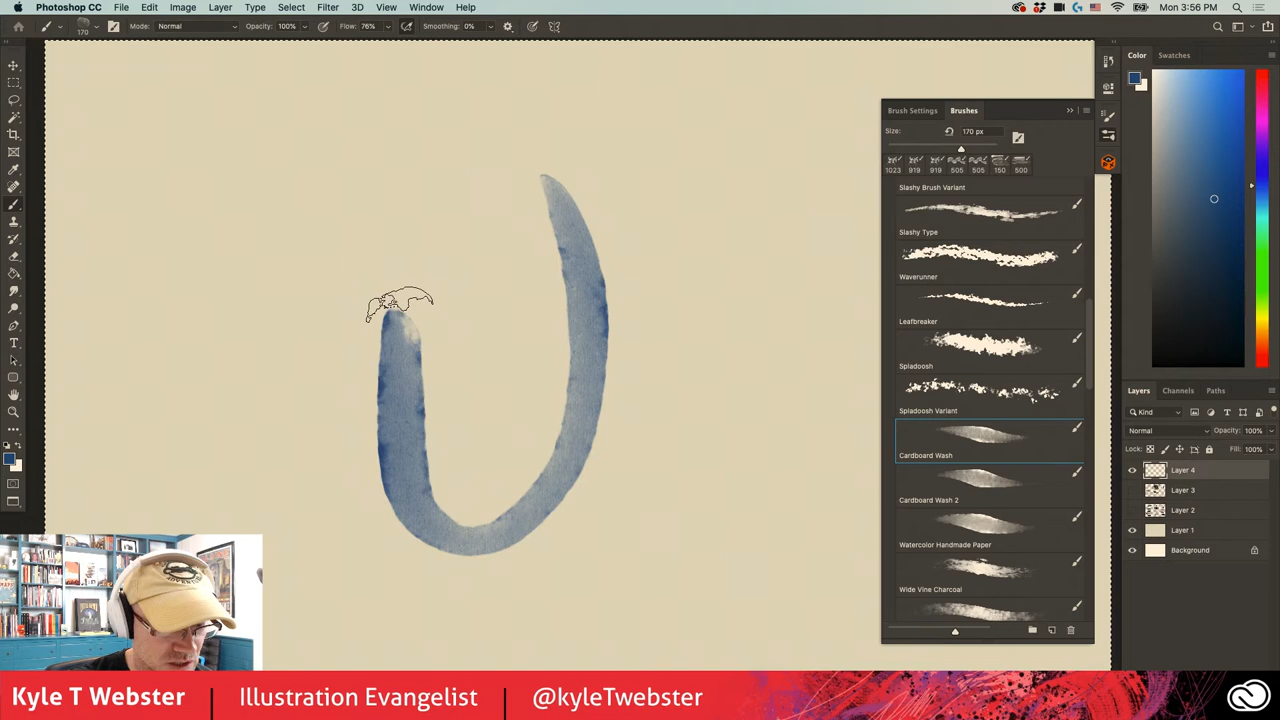 Photoshop CC File Edit Image Layer Type Select Filter 3D View Window Help Mon 3:56 PM
170 Mode: Normal Opacity: 100% Flow: 76% Smoothing: 0%
Color Swatches
Brush Settings Brushes
Size: 170 px
1023 919 919 505 505 150 500
Slashy Brush Variant
Slashy Type
Waverunner
Leafbreaker
Spladoosh
Spladoosh Variant
Cardboard Wash
Cardboard Wash 2
Watercolor Handmade Paper
Wide Vine Charcoal
Layers Channels Paths
Kind
Normal Opacity: 100%
Lock: Fill: 100%
Layer 4
Layer 3
Layer 2
Layer 1
Background
Kyle T Webster | Illustration Evangelist | @kyleTwebster